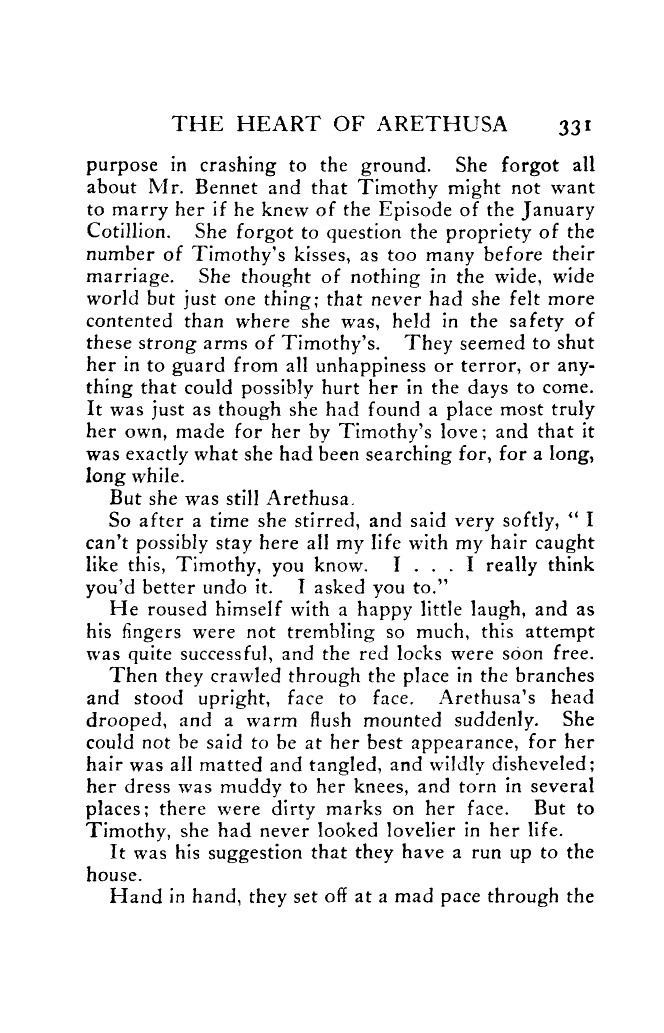 THE HEART OF ARETHUSA 331
purpose in crashing to the ground. She forgot all
about Mr. Bennet and that Timothy might not want
to marry her if he knew of the Episode of the January
Cotillion. She forgot to question the propriety of the
number of Timothy's kisses, as too many before their
marriage. She thought of nothing in the wide, wide
world but just one thing; that never had she felt more
contented than where she was, held in the safety of
these strong arms of Timothy's. They seemed to shut
her in to guard from all unhappiness or terror, or any-
thing that could possibly hurt her in the days to come.
It was just as though she had found a place most truly
her own, made for her by Timothy's love; and that it
was exactly what she had been searching for, for a long,
long while.
But she was still Arethusa.
So after a time she stirred, and said very softly, “ I
can't possibly stay here all my life with my hair caught
like this, Timothy, you know. I . . . I really think
you'd better undo it. I asked you to.”
He roused himself with a happy little laugh, and as
his fingers were not trembling so much, this attempt
was quite successful, and the red locks were soon free.
Then they crawled through the place in the branches
and stood upright, face to face. Arethusa's head
drooped, and a warm flush mounted suddenly. She
could not be said to be at her best appearance, for her
hair was all matted and tangled, and wildly disheveled;
her dress was muddy to her knees, and torn in several
places; there were dirty marks on her face. But to
Timothy, she had never looked lovelier in her life.
It was his suggestion that they have a run up to the
house.
Hand in hand, they set off at a mad pace through the